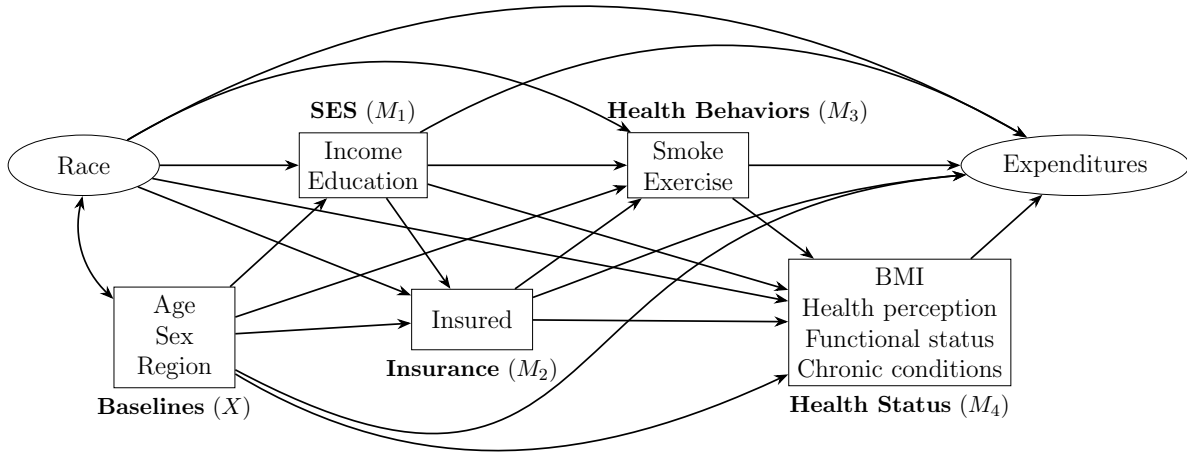 SES (M₁)
Health Behaviors (M₃)
Race
Income
Education
Smoke
Exercise
Expenditures
Age
Sex
Region
Baselines (X)
Insured
Insurance (M₂)
BMI
Health perception
Functional status
Chronic conditions
Health Status (M₄)